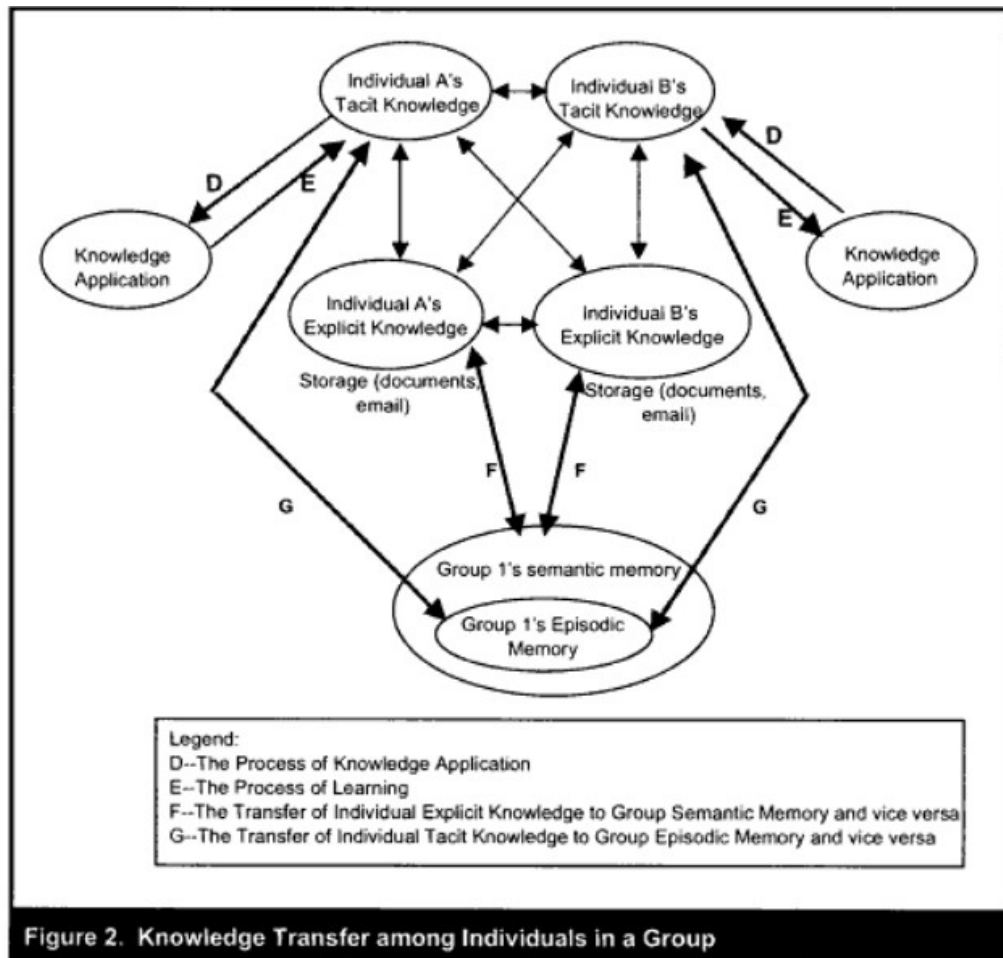 Individual A's
Tacit Knowledge
Individual B's
Tacit Knowledge
D
E
D
E
Knowledge
Application
Knowledge
Application
Individual A's
Explicit Knowledge
Individual B's
Explicit Knowledge
Storage (documents,
email)
Storage (documents,
email)
F
F
G
G
Group 1's semantic memory
Group 1's Episodic
Memory
Legend:
D--The Process of Knowledge Application
E--The Process of Learning
F--The Transfer of Individual Explicit Knowledge to Group Semantic Memory and vice versa
G--The Transfer of Individual Tacit Knowledge to Group Episodic Memory and vice versa
Figure 2. Knowledge Transfer among Individuals in a Group